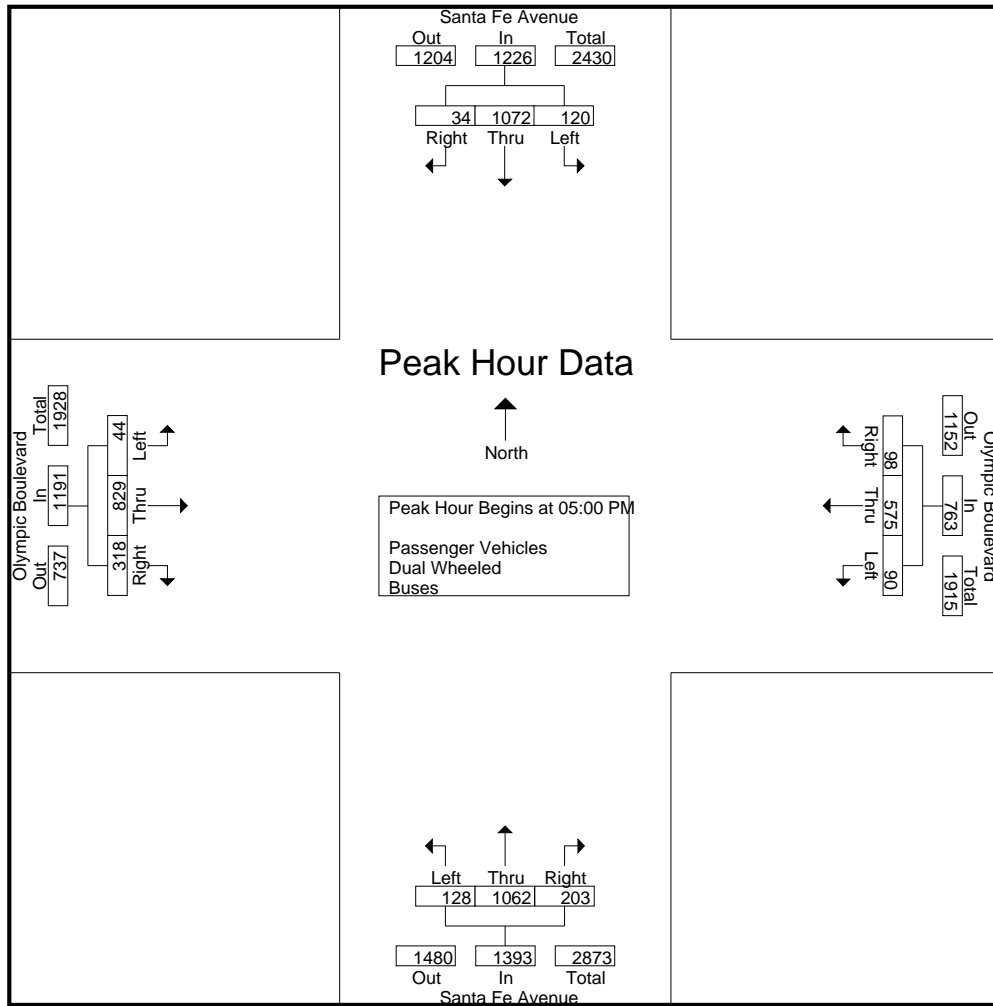 Santa Fe Avenue
Out In Total
1204 1226 2430
34 1072 120
Right Thru Left
Peak Hour Data
North
Peak Hour Begins at 05:00 PM
Passenger Vehicles
Dual Wheeled
Buses
Olympic Boulevard
Out In Total
737 1191 1928
318 829 44
Right Thru Left
Olympic Boulevard
Out In Total
1152 763 1915
98 575 90
Right Thru Left
Left Thru Right
128 1062 203
1480 1393 2873
Out In Total
Santa Fe Avenue